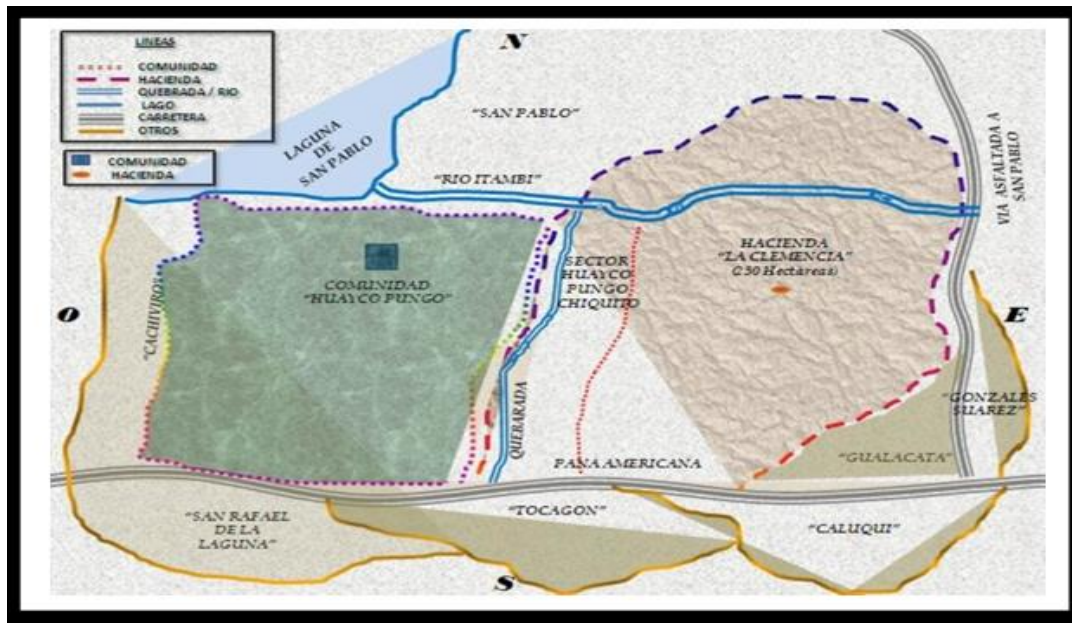 LINEAS
COMUNIDAD
HACIENDA
QUEBRADA / RIO
LAGO
CARRETERA
OTROS
COMUNIDAD
HACIENDA
N
"SAN PABLO"
LAGUNA
DE
SAN PABLO
"RIO ITAMBI"
VIA ASFALTADA A
SAN PABLO
HACIENDA
"LA CLEMENCIA"
(230 Hectáreas)
SECTOR
HUAYCO
PUNGO
CHIQUITO
COMUNIDAD
"HUAYCO PUNGO"
"CACHIVIRO"
O
E
QUEBARADA
"GONZALES
SUAREZ"
"GUALACATA"
PANA AMERICANA
"SAN RAFAEL
DE LA
LAGUNA"
"TOCAGON"
"CALUQUI"
S